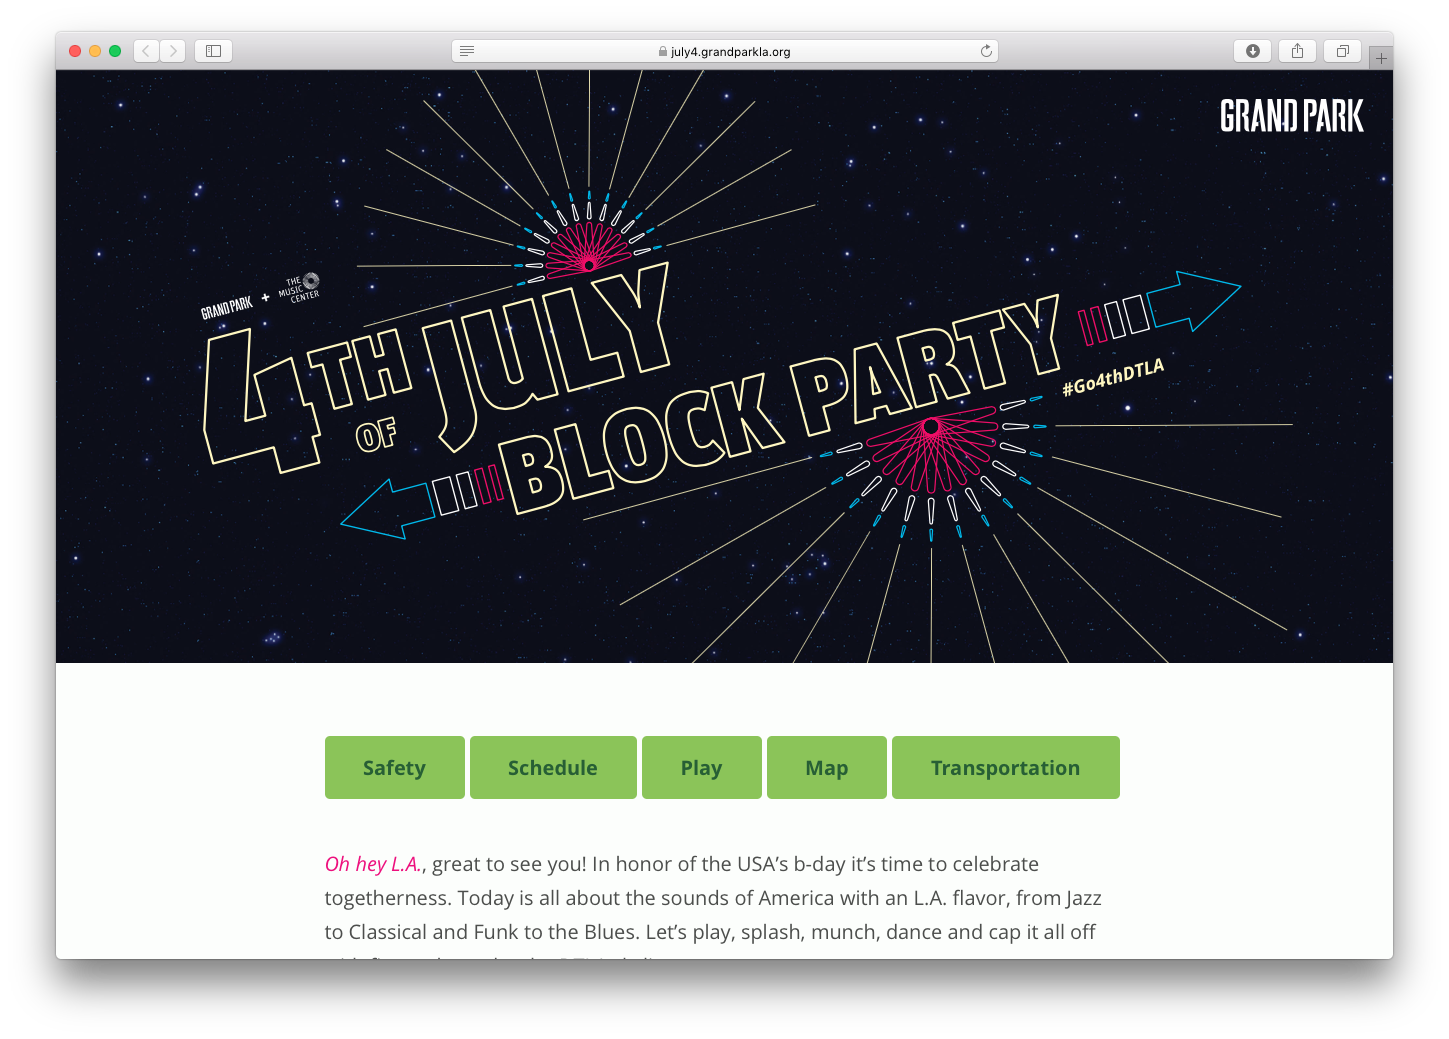 july4.grandparkla.org
GRAND PARK
GRAND PARK + THE MUSIC CENTER
4TH OF JULY
BLOCK PARTY
#Go4thDTLA
Safety
Schedule
Play
Map
Transportation
Oh hey L.A., great to see you! In honor of the USA’s b-day it’s time to celebrate
togetherness. Today is all about the sounds of America with an L.A. flavor, from Jazz
to Classical and Funk to the Blues. Let’s play, splash, munch, dance and cap it all off